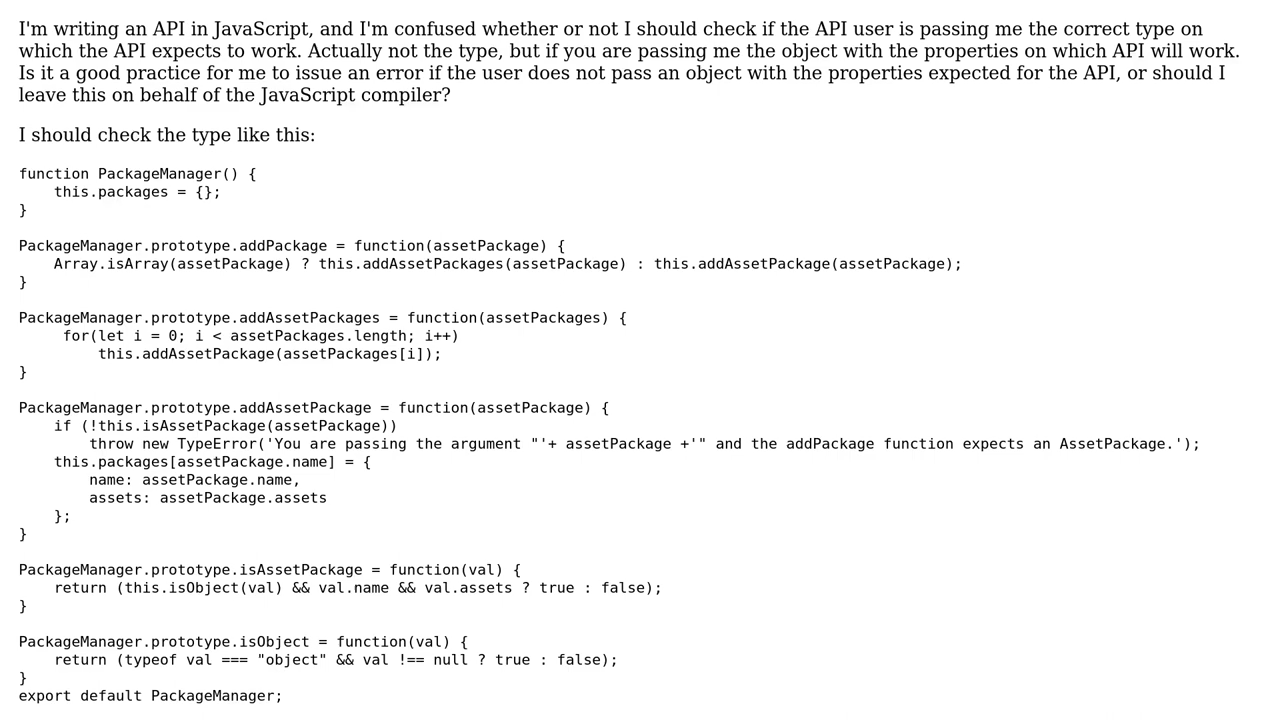 I'm writing an API in JavaScript, and I'm confused whether or not I should check if the API user is passing me the correct type on
which the API expects to work. Actually not the type, but if you are passing me the object with the properties on which API will work.
Is it a good practice for me to issue an error if the user does not pass an object with the properties expected for the API, or should I
leave this on behalf of the JavaScript compiler?
I should check the type like this:
function PackageManager() {
    this.packages = {};
}
PackageManager.prototype.addPackage = function(assetPackage) {
    Array.isArray(assetPackage) ? this.addAssetPackages(assetPackage) : this.addAssetPackage(assetPackage);
}
PackageManager.prototype.addAssetPackages = function(assetPackages) {
     for(let i = 0; i < assetPackages.length; i++)
         this.addAssetPackage(assetPackages[i]);
}
PackageManager.prototype.addAssetPackage = function(assetPackage) {
    if (!this.isAssetPackage(assetPackage))
        throw new TypeError('You are passing the argument "'+ assetPackage +'" and the addPackage function expects an AssetPackage.');
    this.packages[assetPackage.name] = {
        name: assetPackage.name,
        assets: assetPackage.assets
    };
}
PackageManager.prototype.isAssetPackage = function(val) {
    return (this.isObject(val) && val.name && val.assets ? true : false);
}
PackageManager.prototype.isObject = function(val) {
    return (typeof val === "object" && val !== null ? true : false);
}
export default PackageManager;